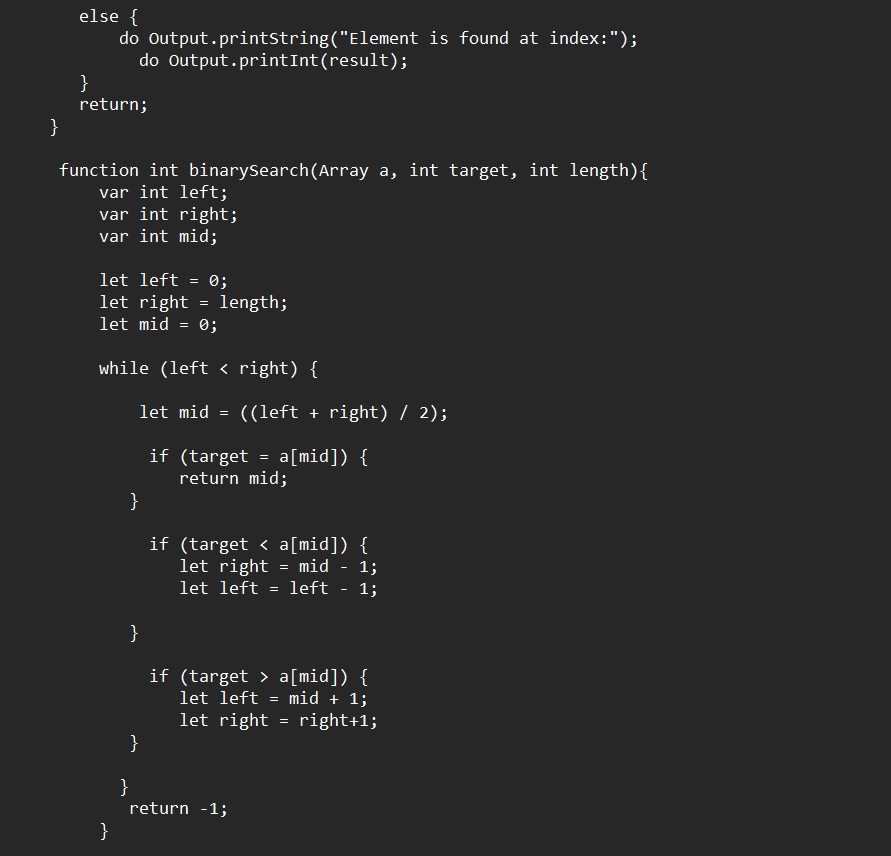 else {
do Output.printString("Element is found at index:");
do Output.printInt(result);
}
return;
}
function int binarySearch(Array a, int target, int length){
var int left;
var int right;
var int mid;
let left = 0;
let right = length;
let mid = 0;
while (left < right) {
let mid = ((left + right) / 2);
if (target = a[mid]) {
return mid;
}
if (target < a[mid]) {
let right = mid - 1;
let left = left - 1;
}
if (target > a[mid]) {
let left = mid + 1;
let right = right+1;
}
}
return -1;
}